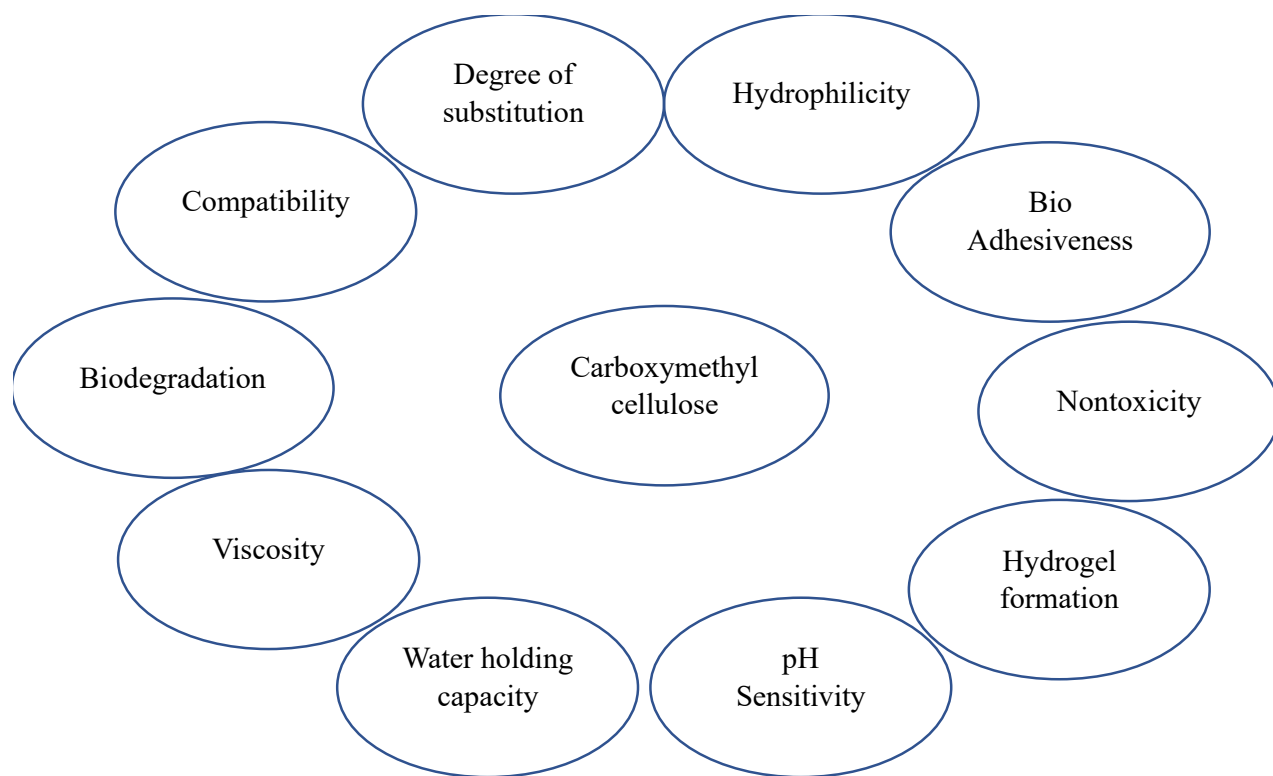 Degree of
substitution
Hydrophilicity
Compatibility
Bio
Adhesiveness
Biodegradation
Carboxymethyl
cellulose
Nontoxicity
Viscosity
Hydrogel
formation
Water holding
capacity
pH
Sensitivity